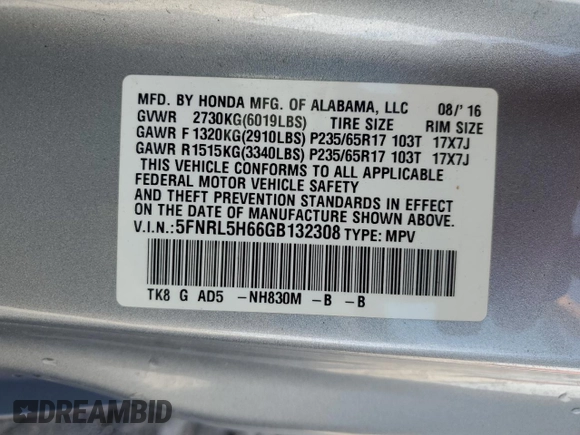 MFD. BY HONDA MFG. OF ALABAMA, LLC 08/'16
GVWR 2730KG(6019LBS) TIRE SIZE RIM SIZE
GAWR F 1320KG(2910LBS) P235/65R17 103T 17X7J
GAWR R1515KG(3340LBS) P235/65R17 103T 17X7J
THIS VEHICLE CONFORMS TO ALL APPLICABLE
FEDERAL MOTOR VEHICLE SAFETY
AND THEFT PREVENTION STANDARDS IN EFFECT
ON THE DATE OF MANUFACTURE SHOWN ABOVE.
V.I.N.:5FNRL5H66GB132308 TYPE: MPV
TK8 G AD5 -NH830M -B -B
DREAMBID